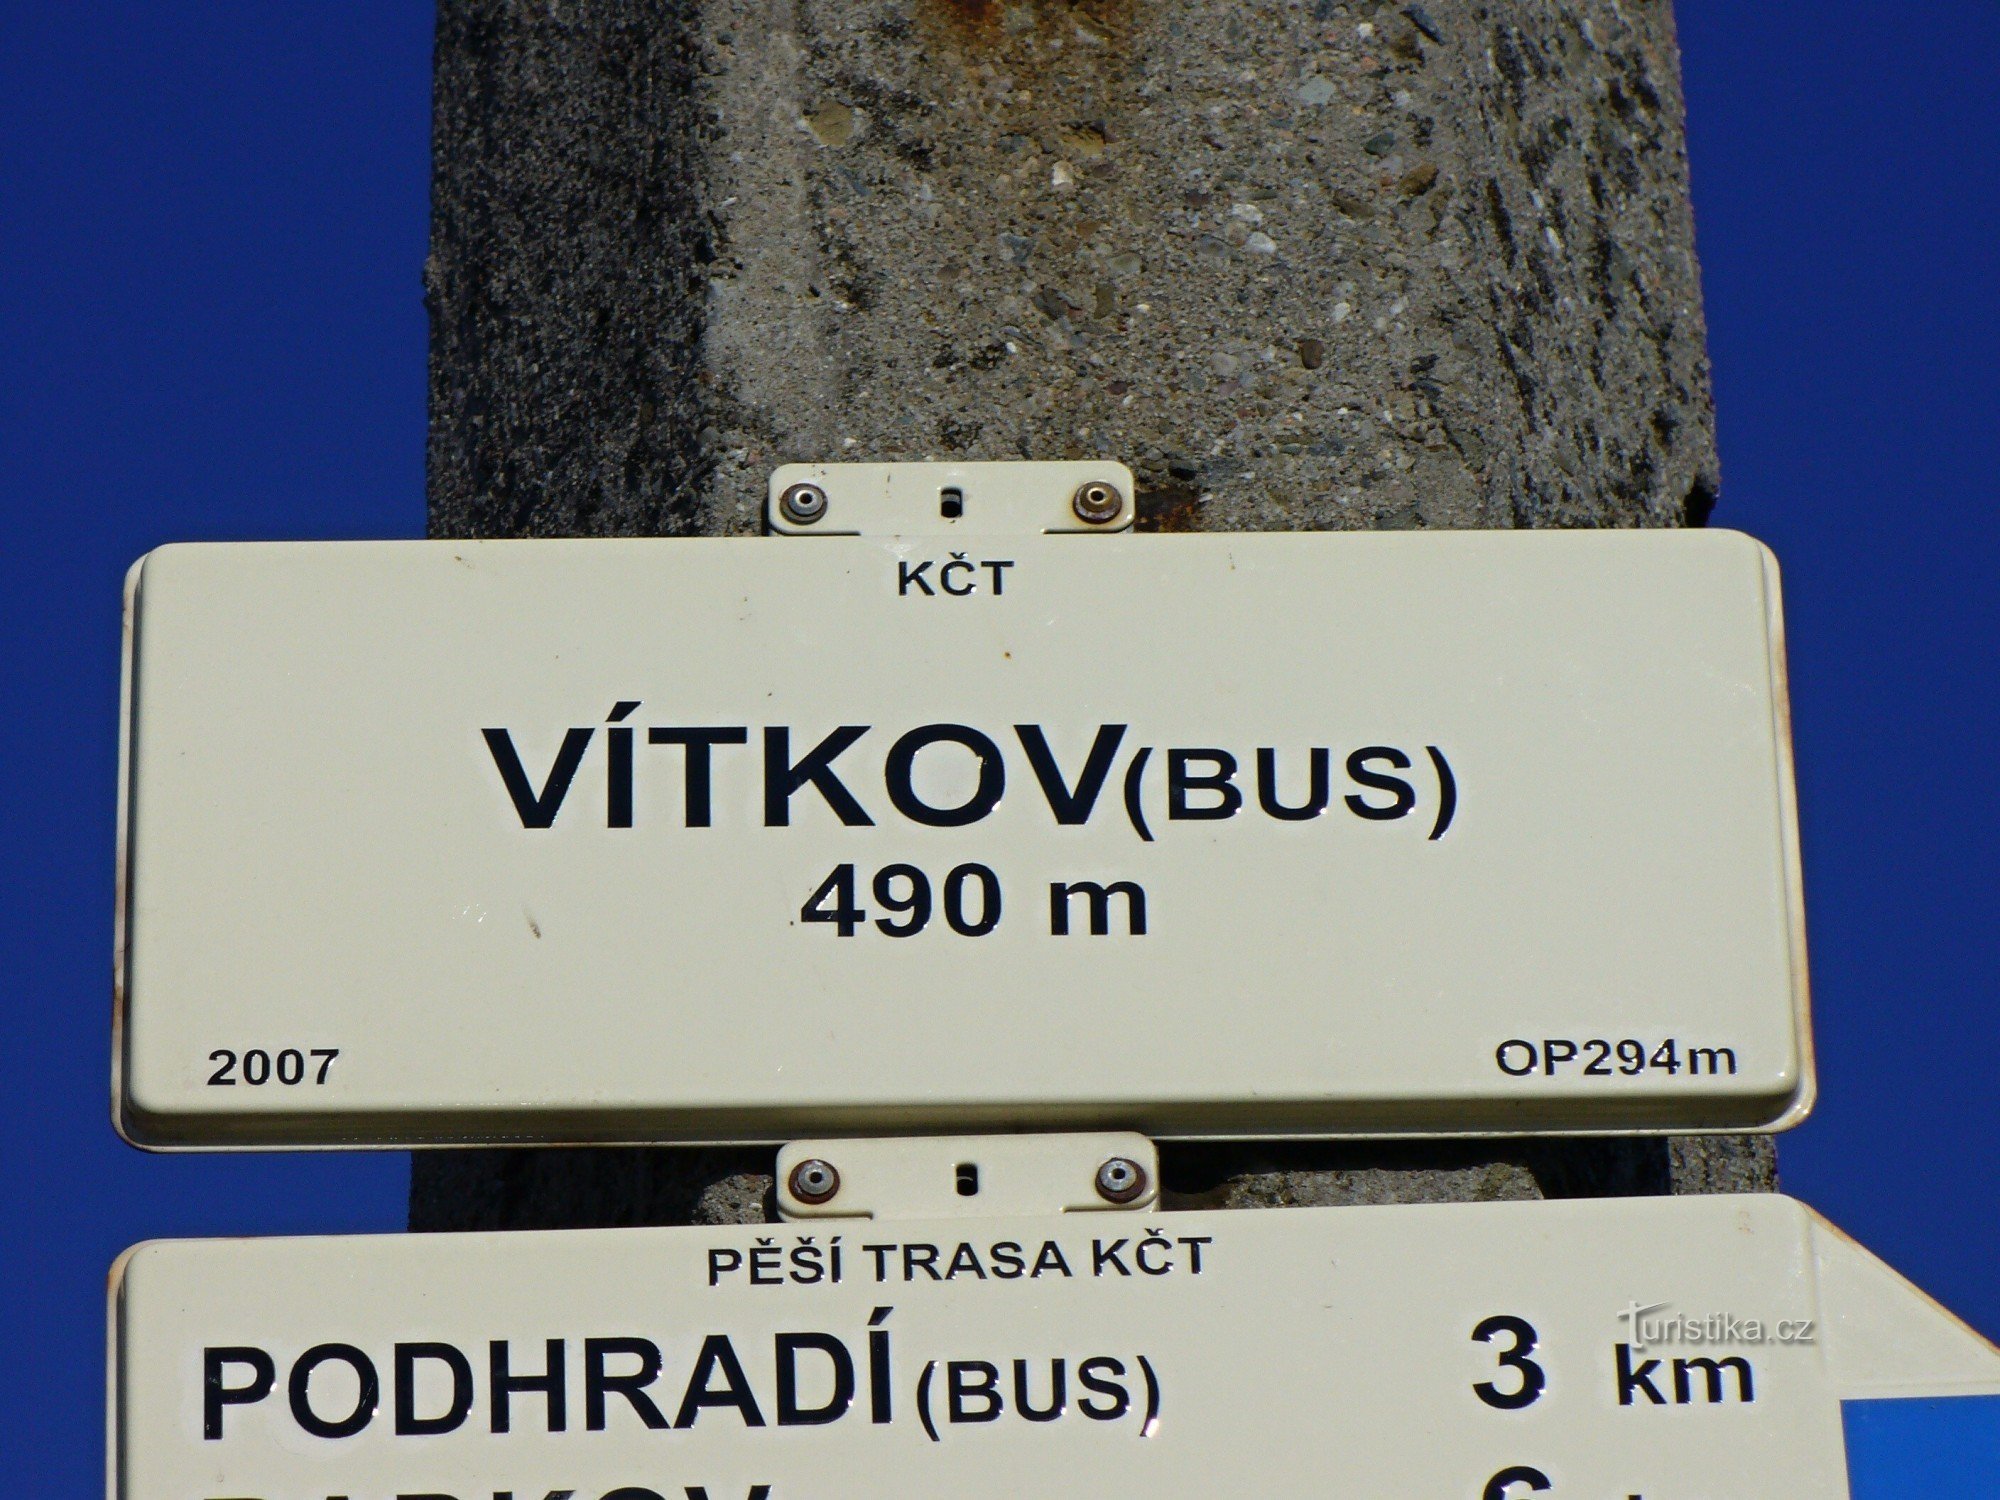 KČT
VÍTKOV (BUS)
490 m
2007 OP294m
PĚŠÍ TRASA KČT
PODHRADÍ (BUS) 3 km
Turistika.cz